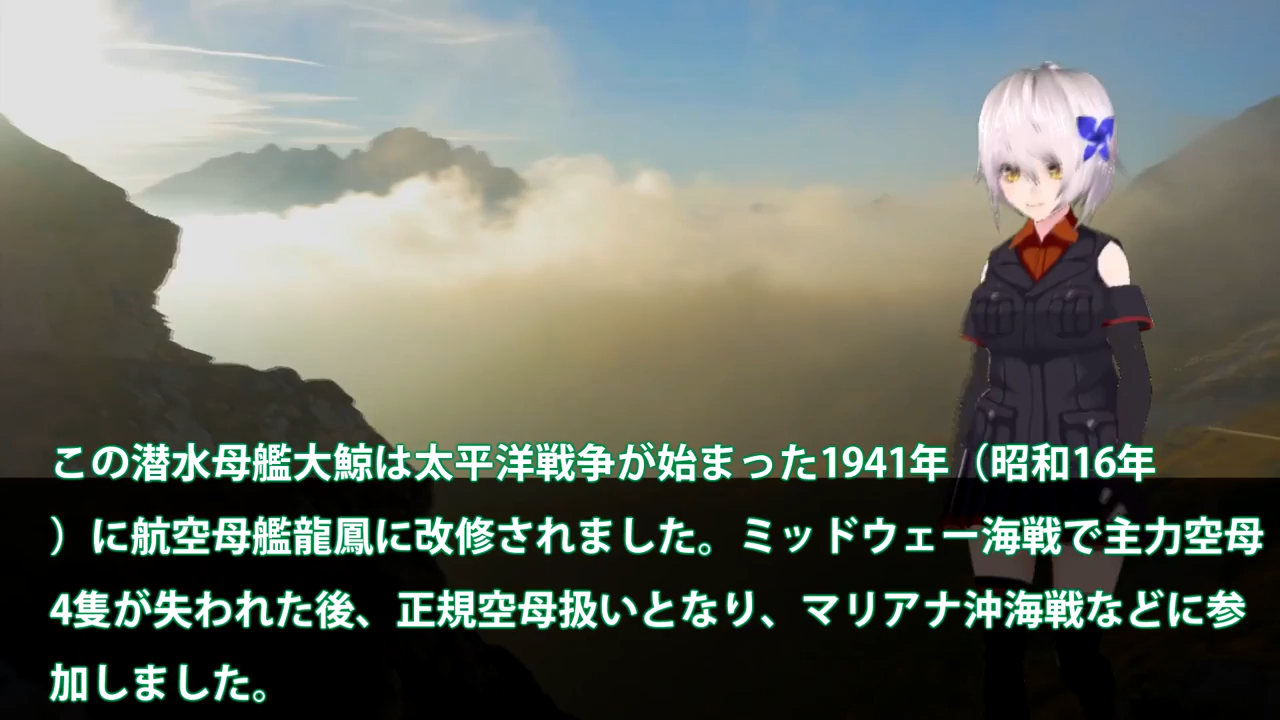 この潜水母艦大鯨は太平洋戦争が始まった1941年（昭和16年
）に航空母艦龍鳳に改修されました。ミッドウェー海戦で主力空母
4隻が失われた後、正規空母扱いとなり、マリアナ沖海戦などに参
加しました。